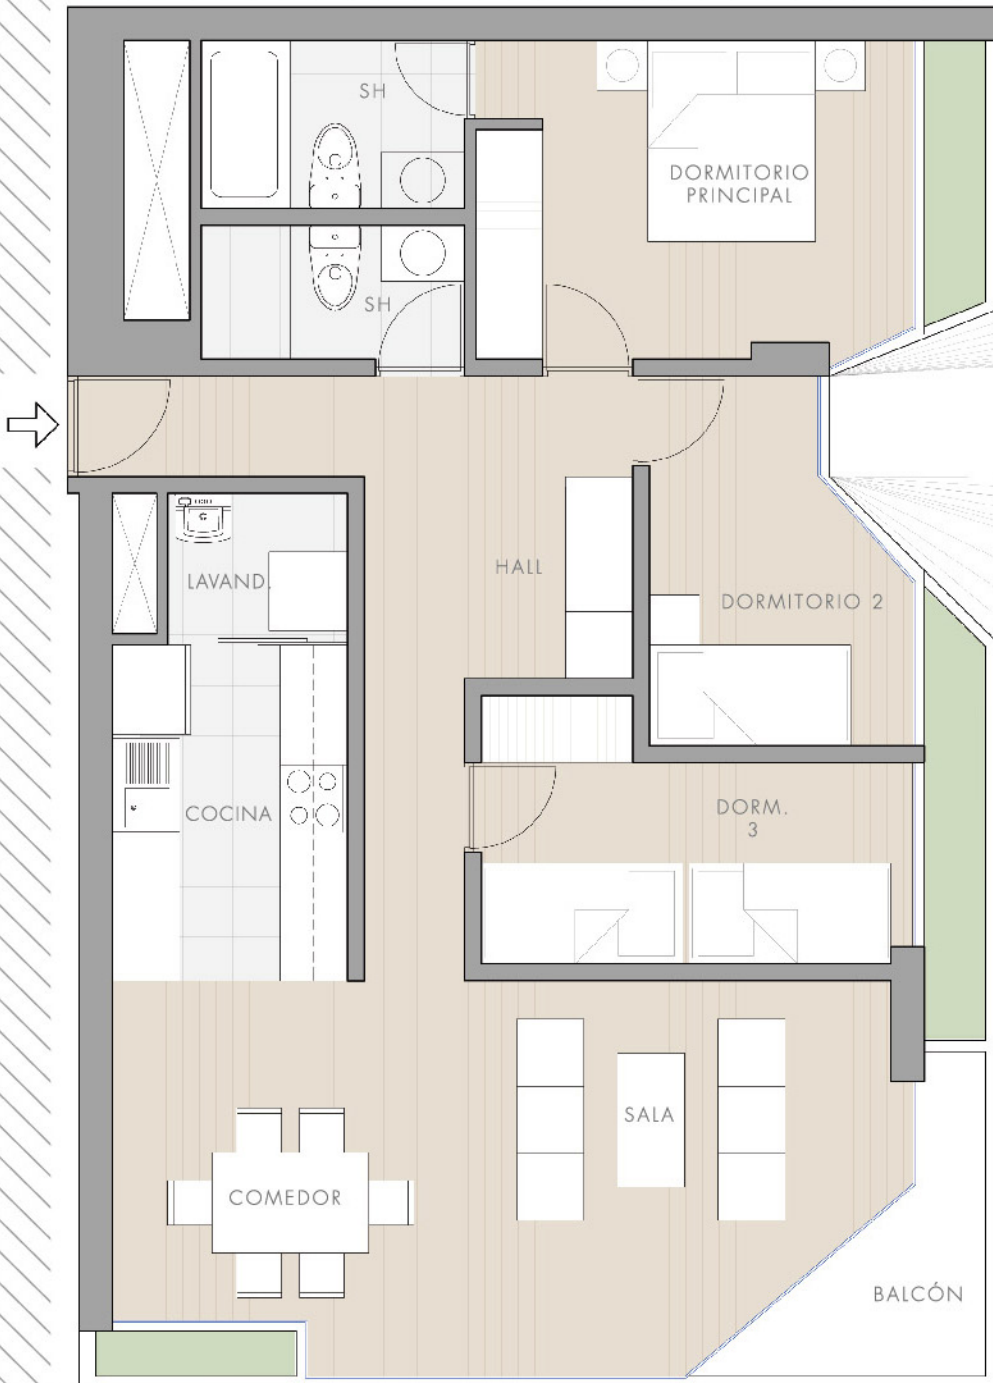 SH
DORMITORIO
PRINCIPAL
SH
HALL
LAVAND.
DORMITORIO 2
COCINA
DORM.
3
SALA
COMEDOR
BALCÓN